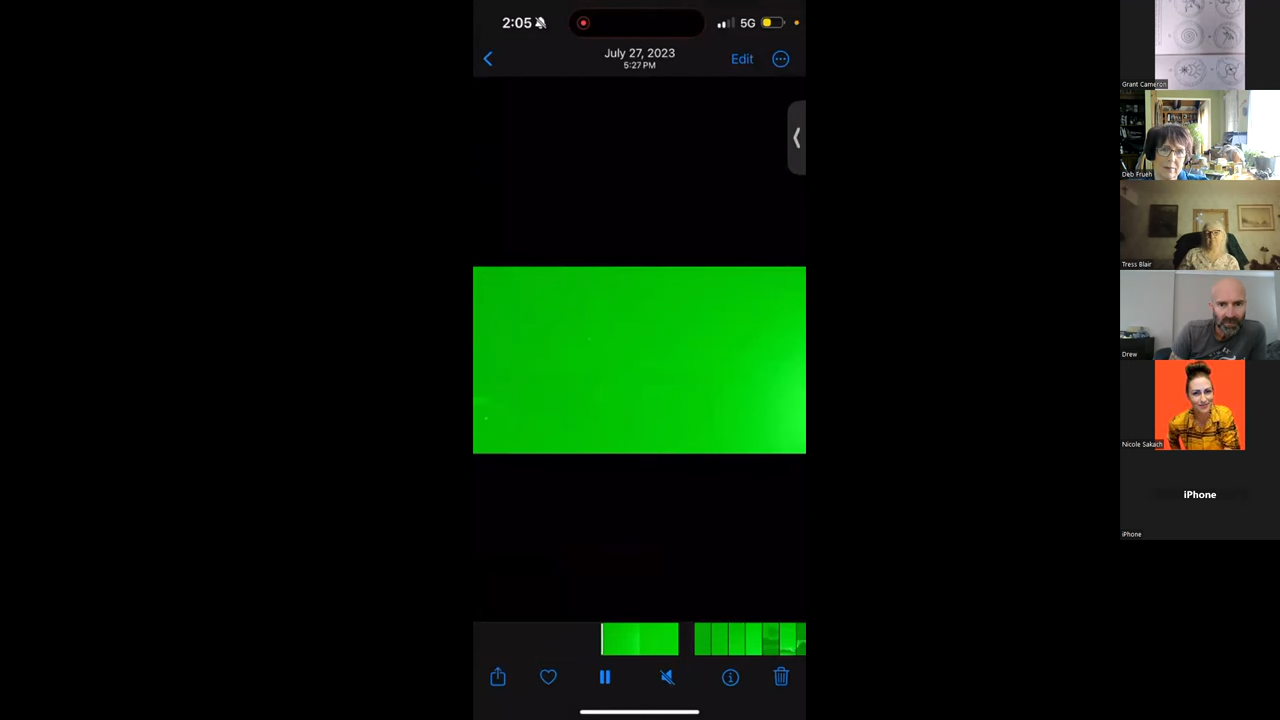 2:05
5G
July 27, 2023
5:27 PM
Edit
Grant Cameron
Deb Frueh
Tress Blair
Drew
Nicole Sakach
iPhone
iPhone